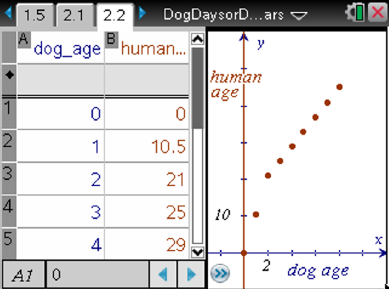 1.5 2.1 2.2 DogDaysorD...ars
A dog_age B human...
◆
1 0 0
2 1 10.5
3 2 21
4 3 25
5 4 29
A1 0
y
human
age
10
x
2 dog age